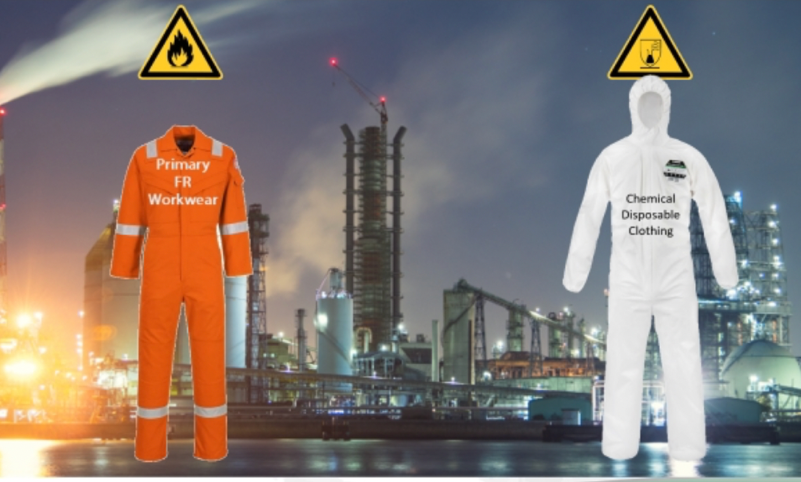 Primary
FR
Workwear
Chemical
Disposable
Clothing